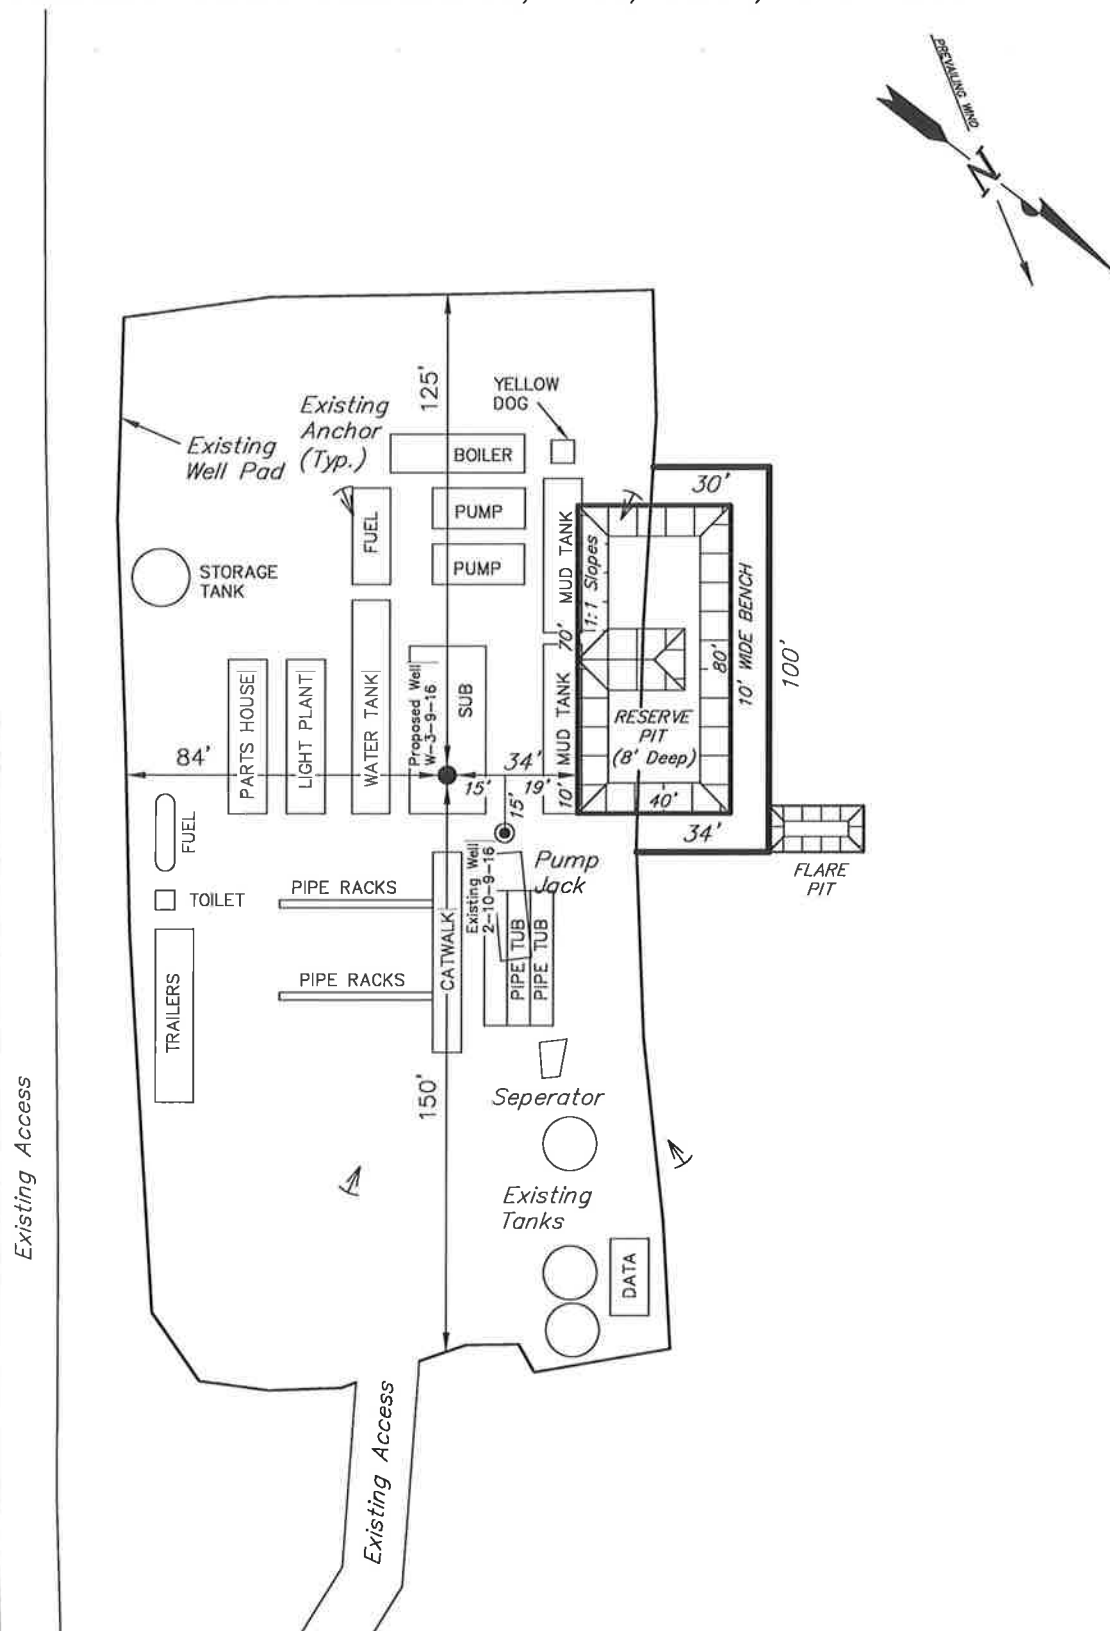 PREVAILING WIND
N
125'
YELLOW
DOG
Existing
Anchor
(Typ.)
Existing
Well Pad
BOILER
30'
FUEL
PUMP
PUMP
MUD TANK
1:1 Slopes
STORAGE
TANK
70'
80'
10' WIDE BENCH
100'
PARTS HOUSE
LIGHT PLANT
WATER TANK
Proposed Well
W-3-9-16
SUB
MUD TANK
RESERVE
PIT
(8' Deep)
84'
34'
15'
19'
10'
40'
15'
34'
FUEL
Existing Well
2-10-9-16
Pump
Jack
FLARE
PIT
TOILET
PIPE RACKS
CATWALK
PIPE TUB
PIPE TUB
TRAILERS
PIPE RACKS
150'
Seperator
Existing Access
Existing
Tanks
DATA
Existing Access